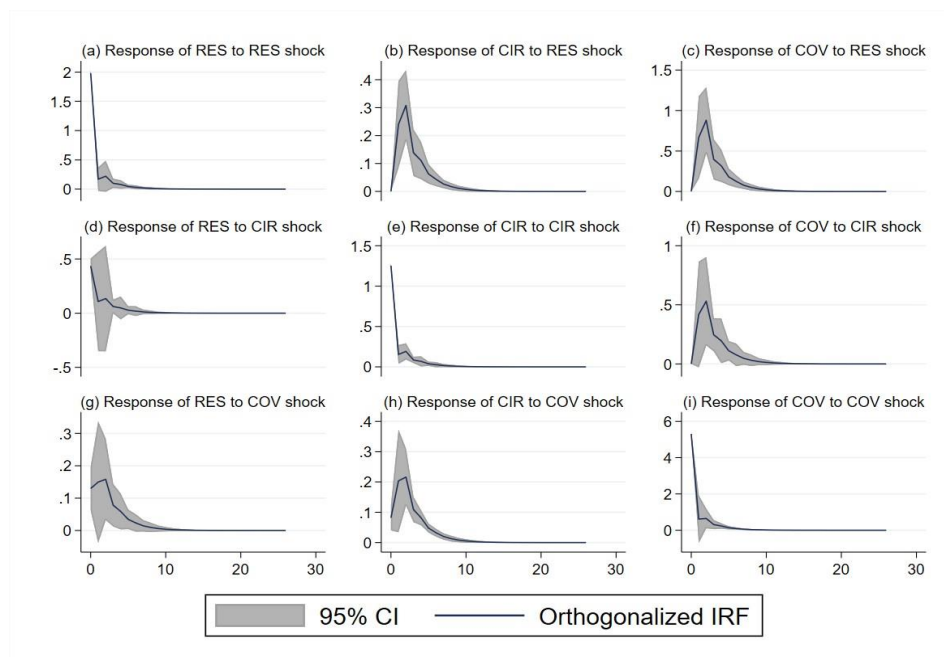 (a) Response of RES to RES shock
2
1.5
1
.5
0
(b) Response of CIR to RES shock
.4
.3
.2
.1
0
(c) Response of COV to RES shock
1.5
1
.5
0
(d) Response of RES to CIR shock
.5
0
-.5
(e) Response of CIR to CIR shock
1.5
1
.5
0
(f) Response of COV to CIR shock
1
.5
0
(g) Response of RES to COV shock
.3
.2
.1
0
0 10 20 30
(h) Response of CIR to COV shock
.4
.3
.2
.1
0
0 10 20 30
(i) Response of COV to COV shock
6
4
2
0
0 10 20 30
95% CI Orthogonalized IRF